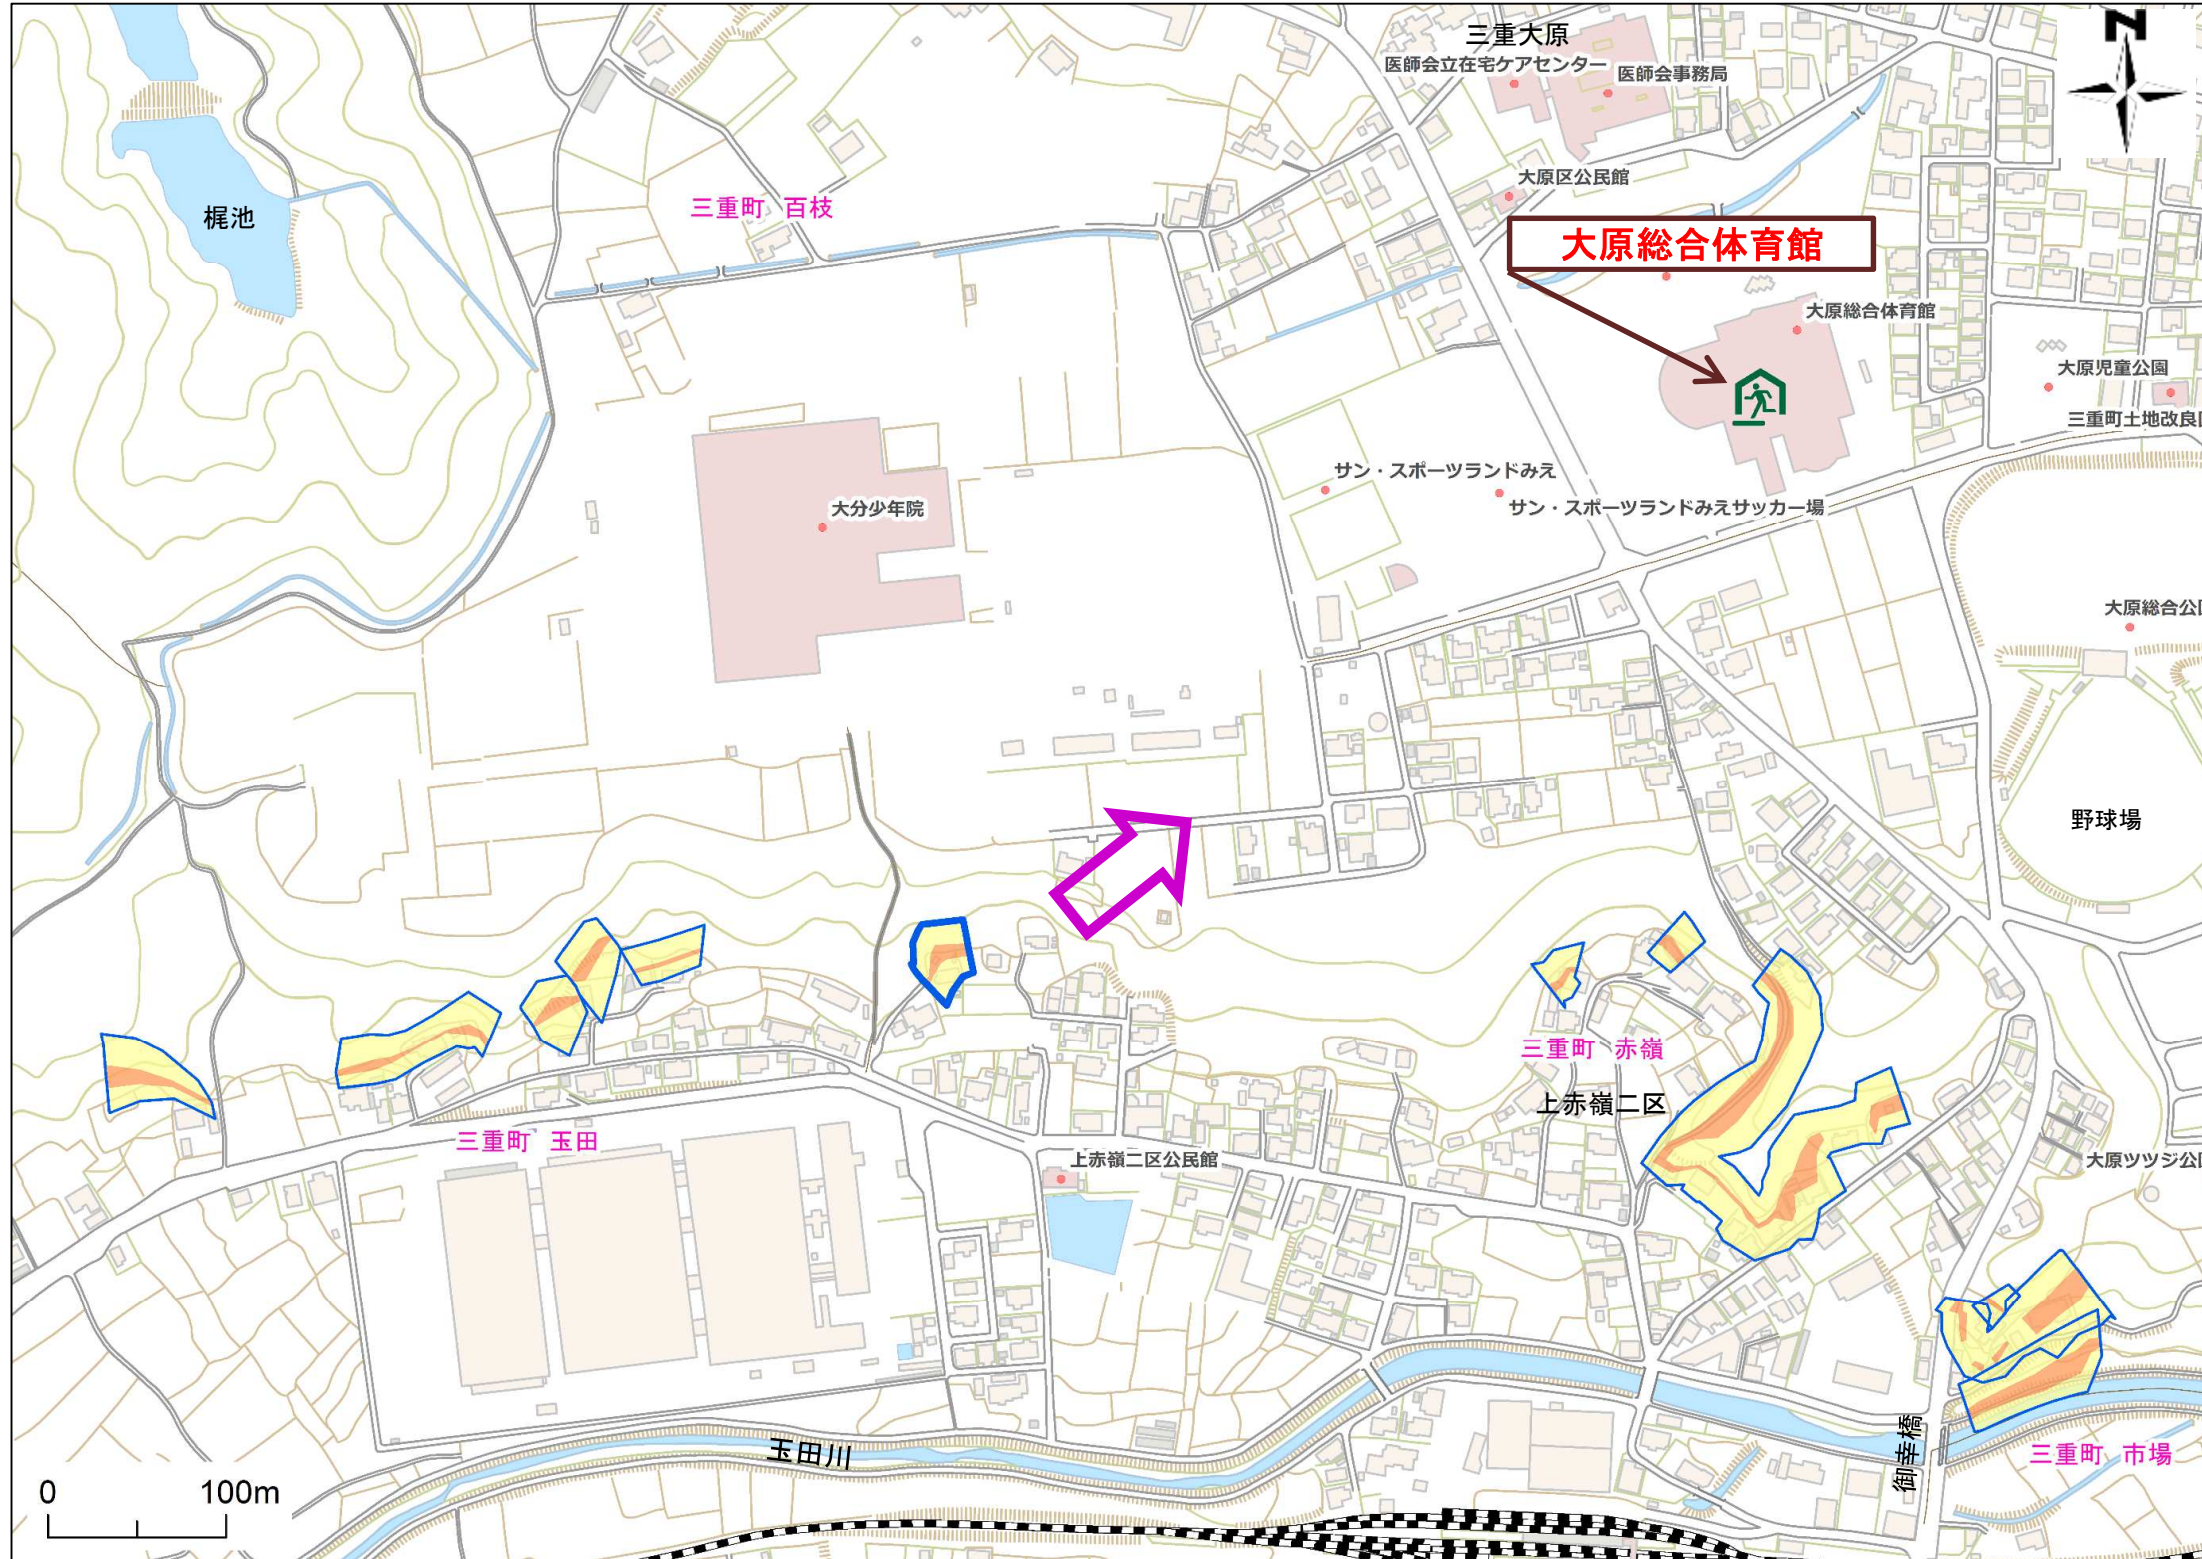 三重大原
医師会立在宅ケアセンター
医師会事務局
N
大原区公民館
三重町 百枝
梶池
大原総合体育館
大原総合体育館
大原児童公園
三重町土地改良
サン・スポーツランドみえ
サン・スポーツランドみえサッカー場
大分少年院
大原総合公
野球場
三重町 赤嶺
上赤嶺二区
三重町 玉田
上赤嶺二区公民館
大原ツツジ公
玉田川
御幸橋
三重町 市場
0 100m